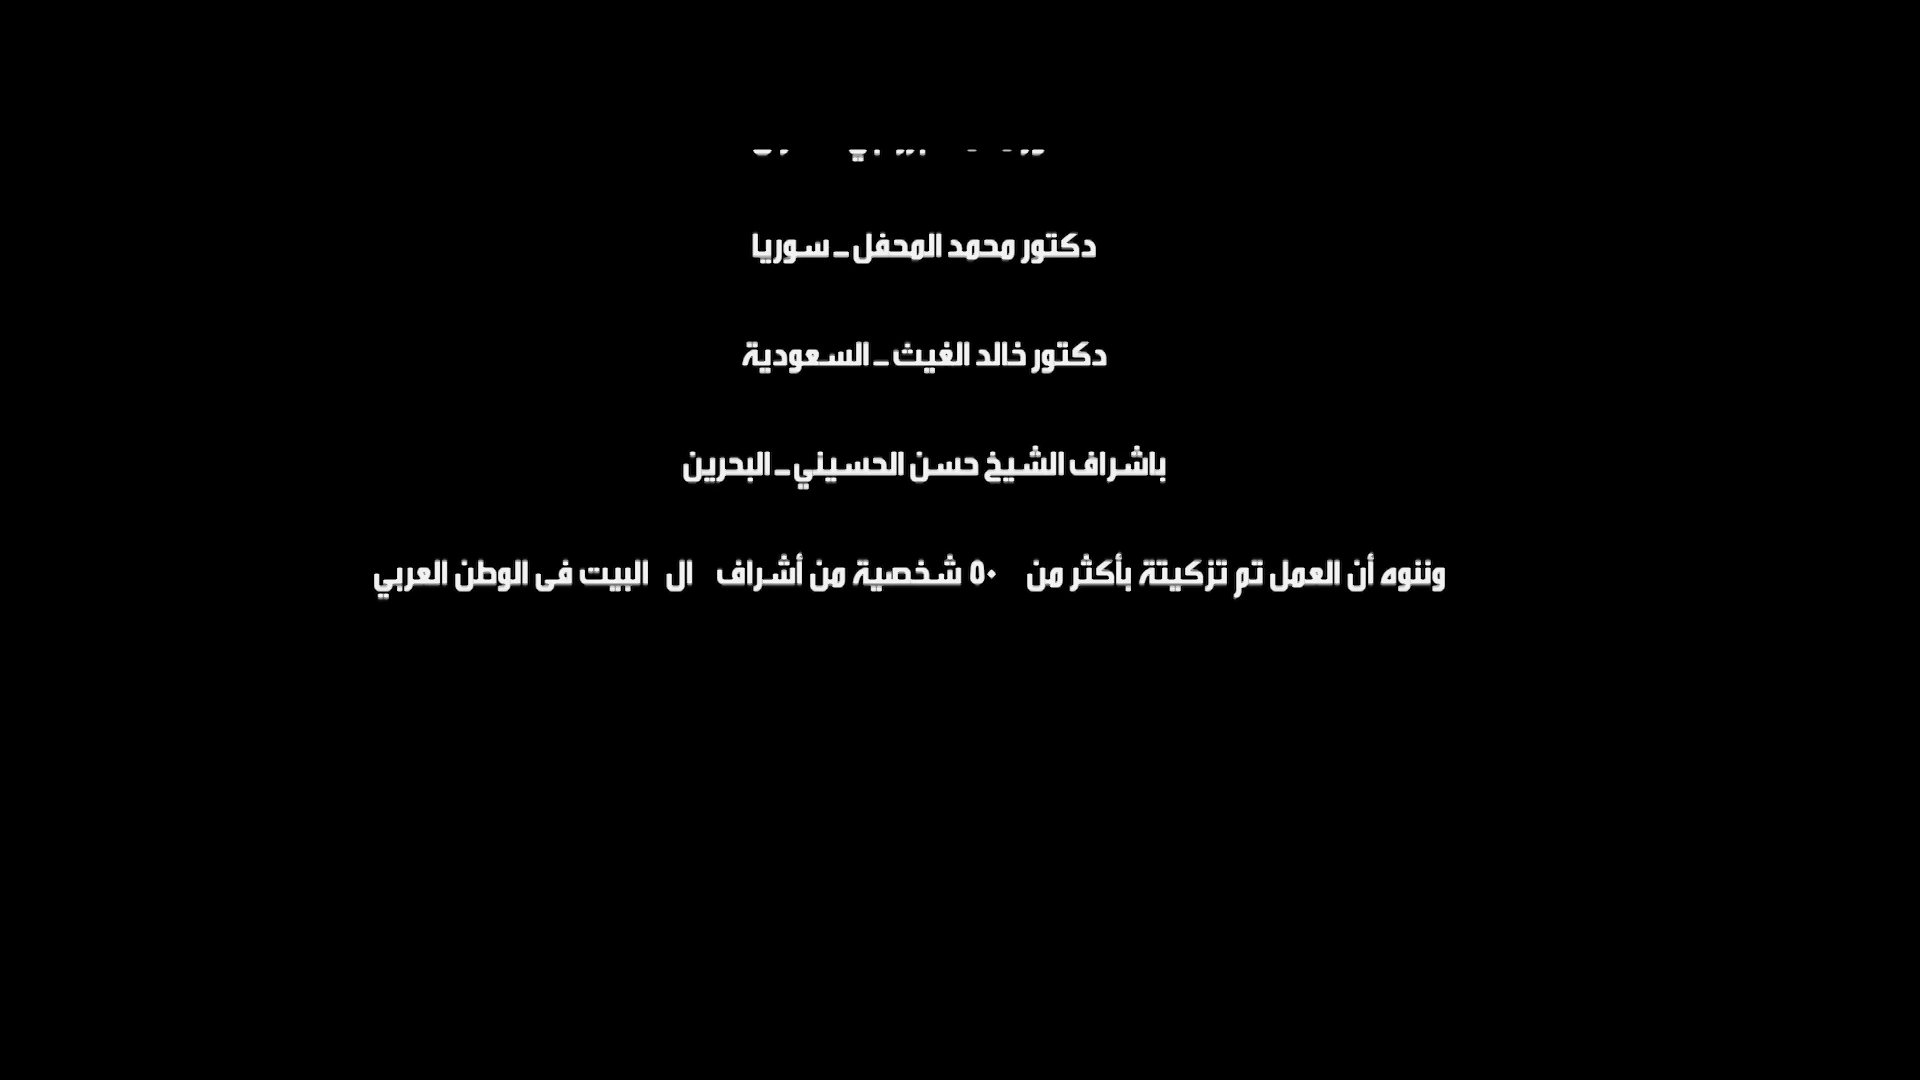 دكتور محمد المحفل - سوريا
دكتور خالد الغيث - السعودية
باشراف الشيخ حسن الحسيني - البحرين
وننوه أن العمل تم تزكيتة بأكثر من ٥٠ شخصية من أشراف ال البيت فى الوطن العربي